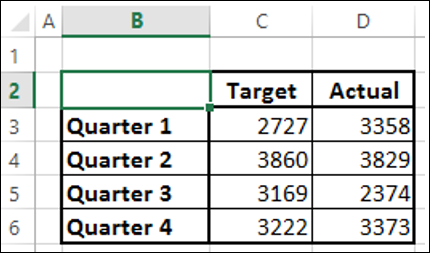 A B C D
1
2 Target Actual
3 Quarter 1 2727 3358
4 Quarter 2 3860 3829
5 Quarter 3 3169 2374
6 Quarter 4 3222 3373